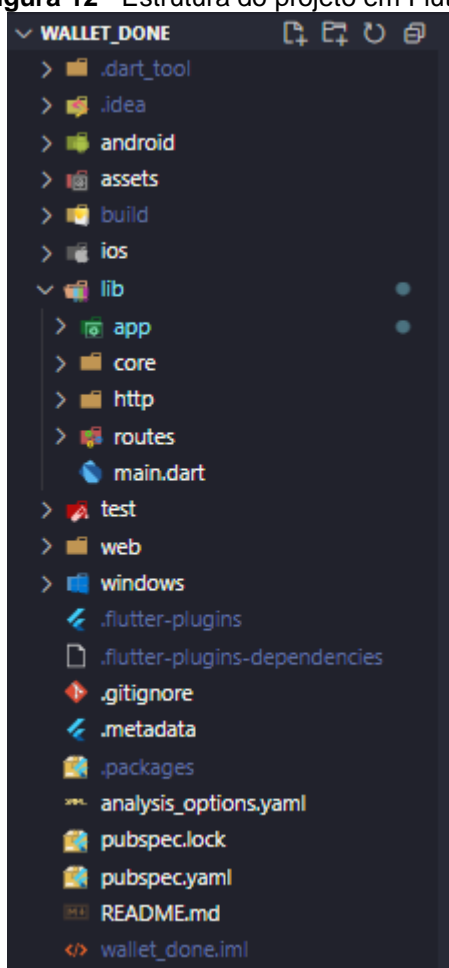 gura 12 Estrutura do projeto em Flut
WALLET_DONE
.dart_tool
.idea
android
assets
build
ios
lib
app
core
http
routes
main.dart
test
web
windows
.flutter-plugins
.flutter-plugins-dependencies
.gitignore
.metadata
.packages
analysis_options.yaml
pubspec.lock
pubspec.yaml
README.md
wallet_done.iml